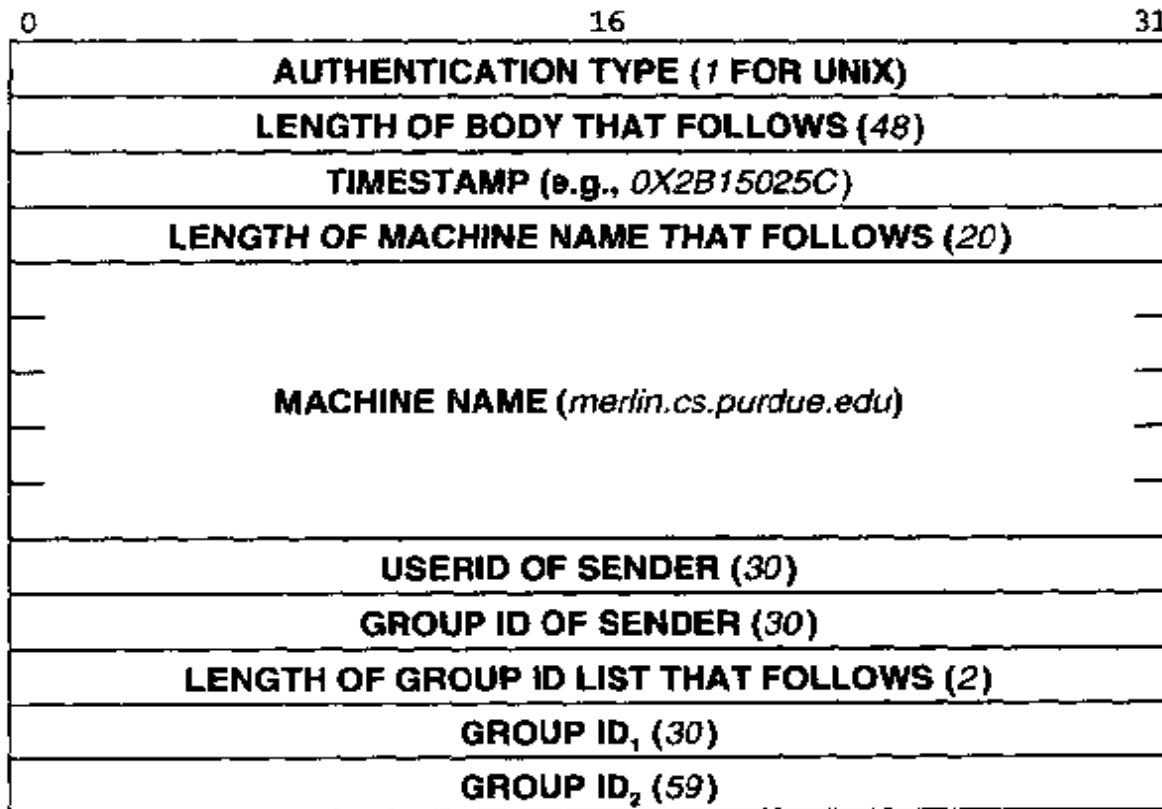 0 16 31
AUTHENTICATION TYPE (1 FOR UNIX)
LENGTH OF BODY THAT FOLLOWS (48)
TIMESTAMP (e.g., 0X2B15025C)
LENGTH OF MACHINE NAME THAT FOLLOWS (20)
MACHINE NAME (merlin.cs.purdue.edu)
USERID OF SENDER (30)
GROUP ID OF SENDER (30)
LENGTH OF GROUP ID LIST THAT FOLLOWS (2)
GROUP ID₁ (30)
GROUP ID₂ (59)